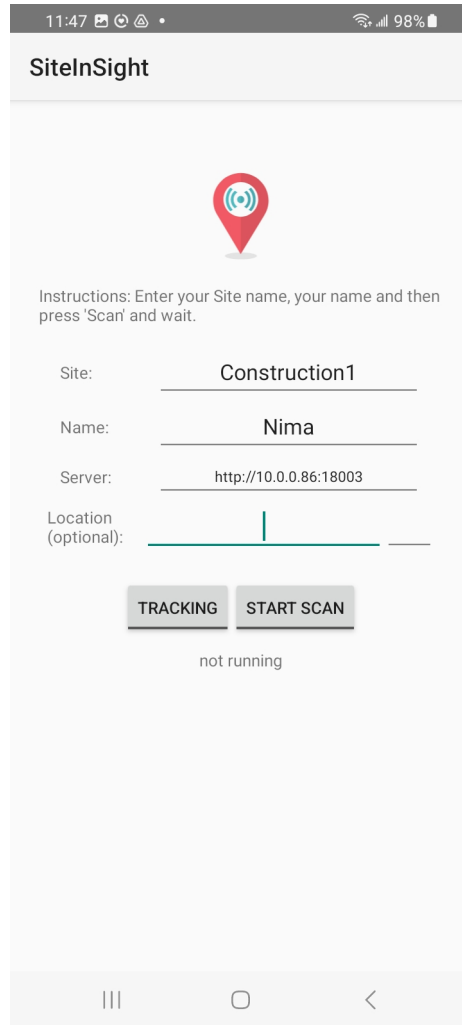 11:47 98%
SiteInSight
Instructions: Enter your Site name, your name and then
press 'Scan' and wait.
Site: Construction1
Name: Nima
Server: http://10.0.0.86:18003
Location
(optional):
TRACKING START SCAN
not running